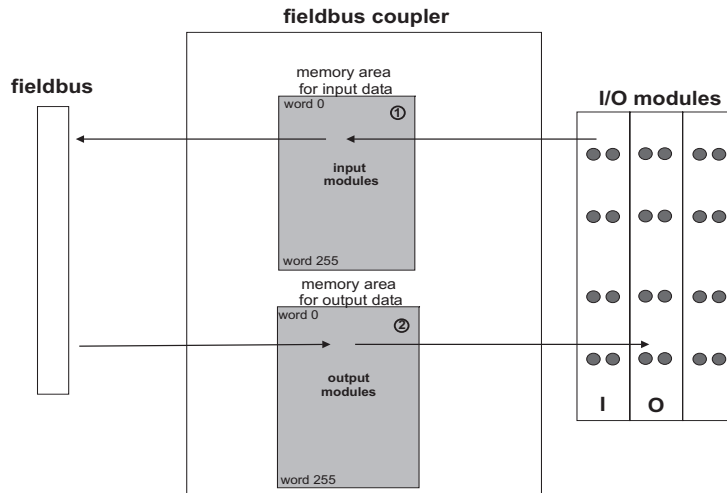 fieldbus coupler
fieldbus
memory area
for input data
word 0
①
input
modules
word 255
I/O modules
memory area
for output data
word 0
②
output
modules
word 255
I
O